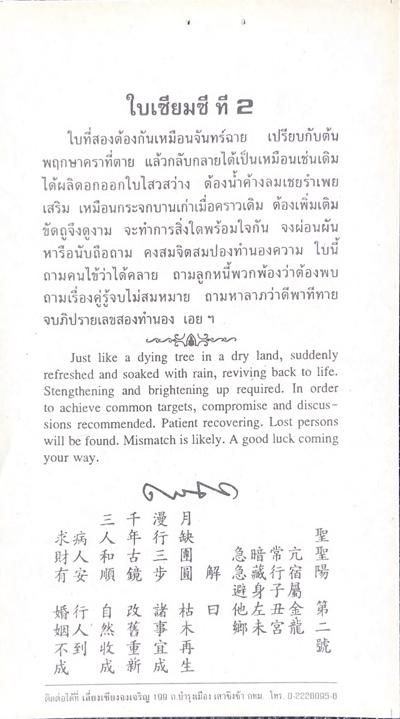 ใบเซียมซี ที่ 2
ใบที่สองต้องกันเหมือนจันทร์ฉาย เปรียบกับต้น
พฤกษาคราที่ตาย แล้วกลับกลายได้เป็นเหมือนเช่นเดิม
ได้ผลิดอกออกใบไสวสว่าง ต้องน้ำค้างลมเชยรำเพย
เสริม เหมือนกระจกบานเก่าเมื่อคราวเดิม ต้องเพิ่มเติม
ขัดถูจึงดูงาม จะทำการสิ่งใดพร้อมใจกัน จงผ่อนผัน
หารือนับถือถาม คงสมจิตสมปองทำนองความ ใบนี้
ถามคนไข้ว่าได้คลาย ถามลูกหนี้พวกพ้องว่าต้องพบ
ถามเรื่องคู่รู้จบไม่สมหมาย ถามหาลาภว่าดีพาทีทาย
จบภิปรายเลขสองทำนอง เอย ฯ
Just like a dying tree in a dry land, suddenly
refreshed and soaked with rain, reviving back to life.
Stengthening and brightening up required. In order
to achieve common targets, compromise and discus-
sions recommended. Patient recovering. Lost persons
will be found. Mismatch is likely. A good luck coming
your way.
聖聖陽 第二號
亢宿屬金龍
常行子丑宮
暗藏身左未
急急避他鄉
解曰
月缺團圓 枯木再生
漫行三步 諸事宜成
千年古鏡 改舊重新
三人和順 自然收成
病人安 行人到
求財有 婚姻不成
ติดต่อได้ที่ เลี่ยงเซียงจงเจริญ 199 ถ.บำรุงเมือง เสาชิงช้า กทม. โทร. 0-2226095-8